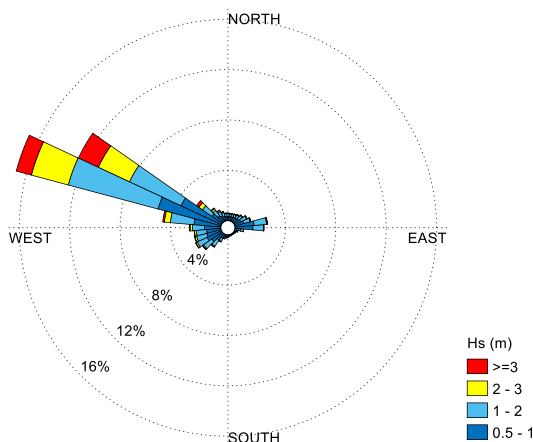 NORTH
WEST
EAST
4%
8%
12%
16%
SOUTH
Hs (m)
>=3
2 - 3
1 - 2
0.5 - 1